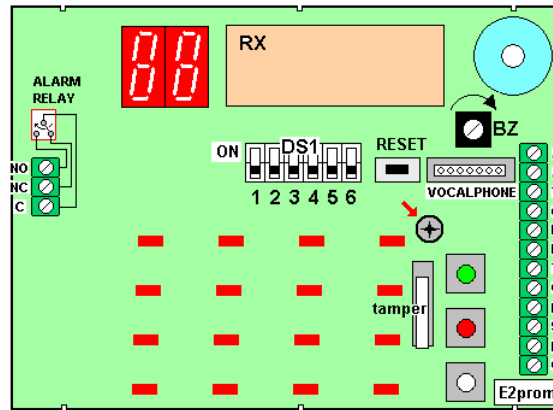 RX
ALARM
RELAY
BZ
ON
DS1
RESET
NO
NC
C
1 2 3 4 5 6
VOCALPHONE
tamper
E2prom